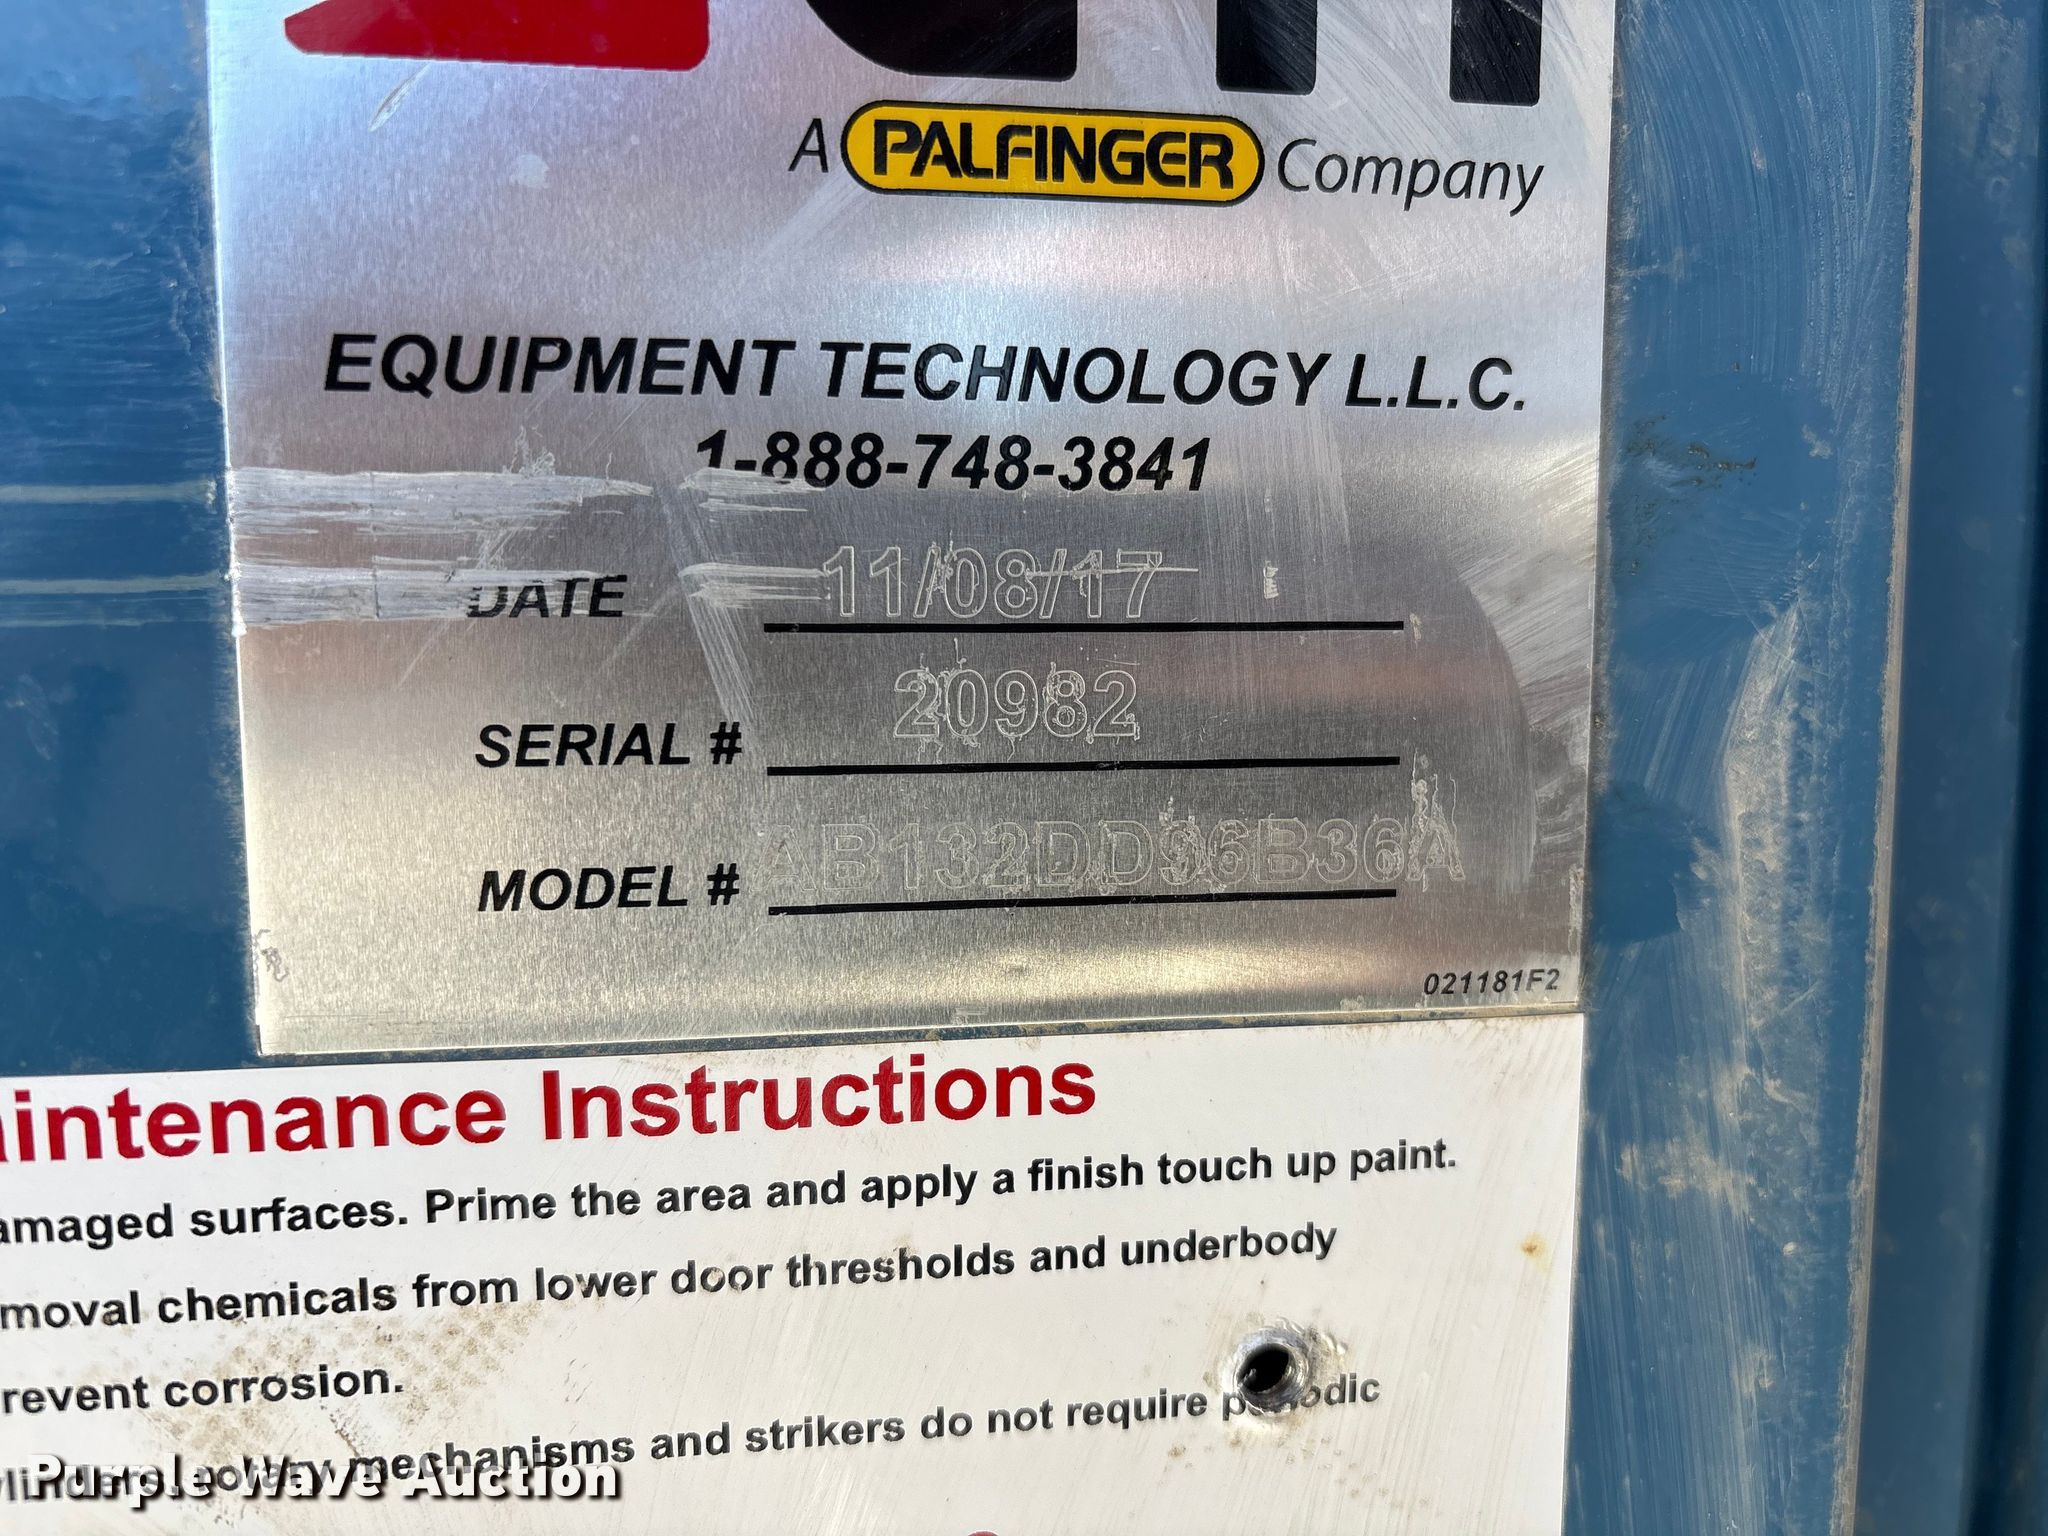 A PALFINGER Company
EQUIPMENT TECHNOLOGY L.L.C.
1-888-748-3841
DATE 11/08/17
SERIAL # 20982
MODEL # AB132DD96B36A
021181F2
aintenance Instructions
amaged surfaces. Prime the area and apply a finish touch up paint.
moval chemicals from lower door thresholds and underbody
revent corrosion.
mechanisms and strikers do not require periodic
Purple Wave Auction